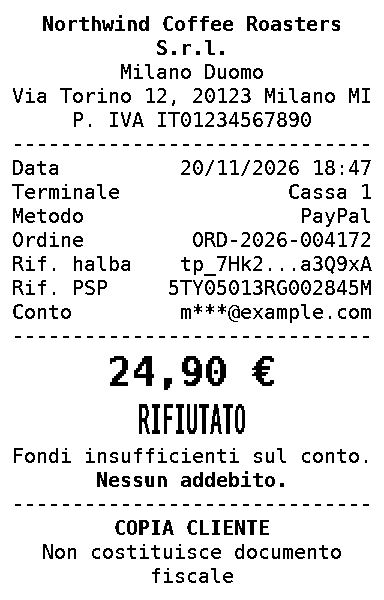 Northwind Coffee Roasters
S.r.l.
Milano Duomo
Via Torino 12, 20123 Milano MI
P. IVA IT01234567890
------------------------------
Data 20/11/2026 18:47
Terminale Cassa 1
Metodo PayPal
Ordine ORD-2026-004172
Rif. halba tp_7Hk2...a3Q9xA
Rif. PSP 5TY05013RG002845M
Conto m***@example.com
------------------------------
24,90 €
RIFIUTATO
Fondi insufficienti sul conto.
Nessun addebito.
------------------------------
COPIA CLIENTE
Non costituisce documento
fiscale